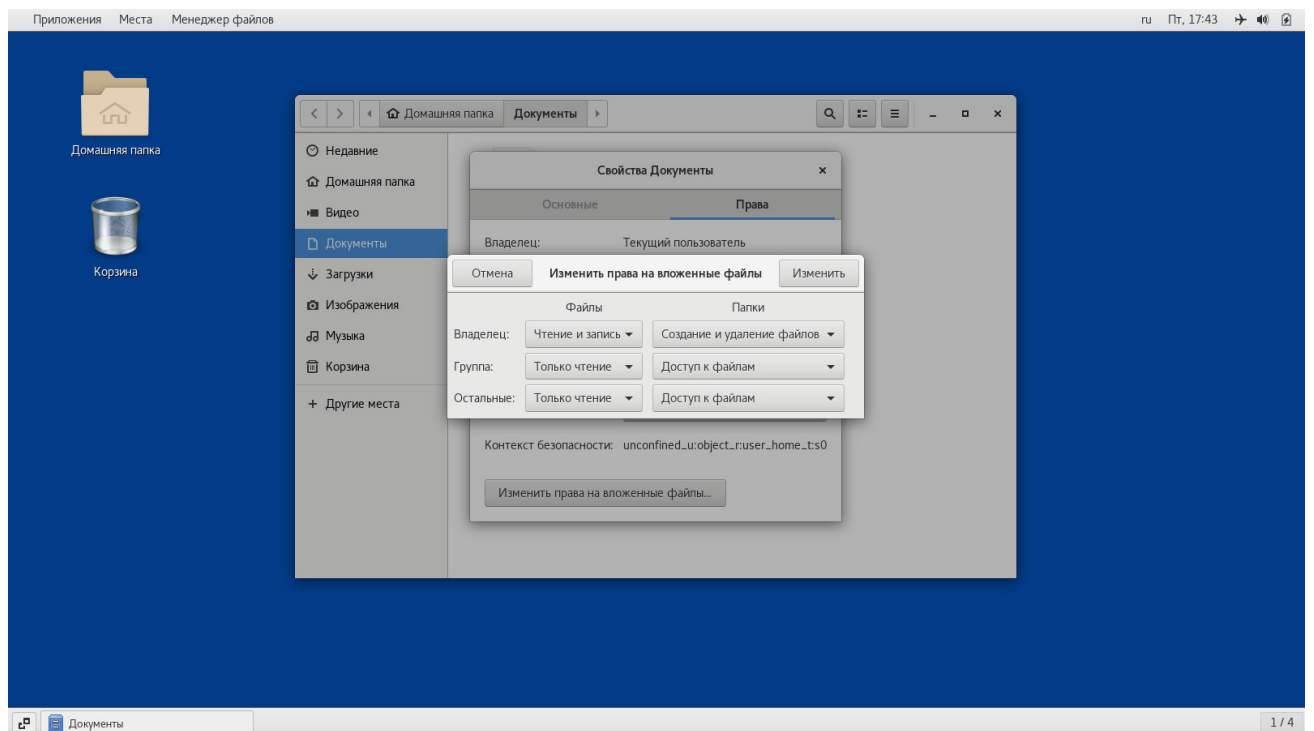 Приложения Места Менеджер файлов ru Пт, 17:43
Домашняя папка Документы
Домашняя папка
Корзина
Недавние
Домашняя папка
Видео
Документы
Загрузки
Изображения
Музыка
Корзина
+ Другие места
Свойства Документы
Основные Права
Владелец: Текущий пользователь
Отмена Изменить права на вложенные файлы Изменить
Файлы Папки
Владелец: Чтение и запись Создание и удаление файлов
Группа: Только чтение Доступ к файлам
Остальные: Только чтение Доступ к файлам
Контекст безопасности: unconfined_u:object_r:user_home_t:s0
Изменить права на вложенные файлы...
Документы 1 / 4